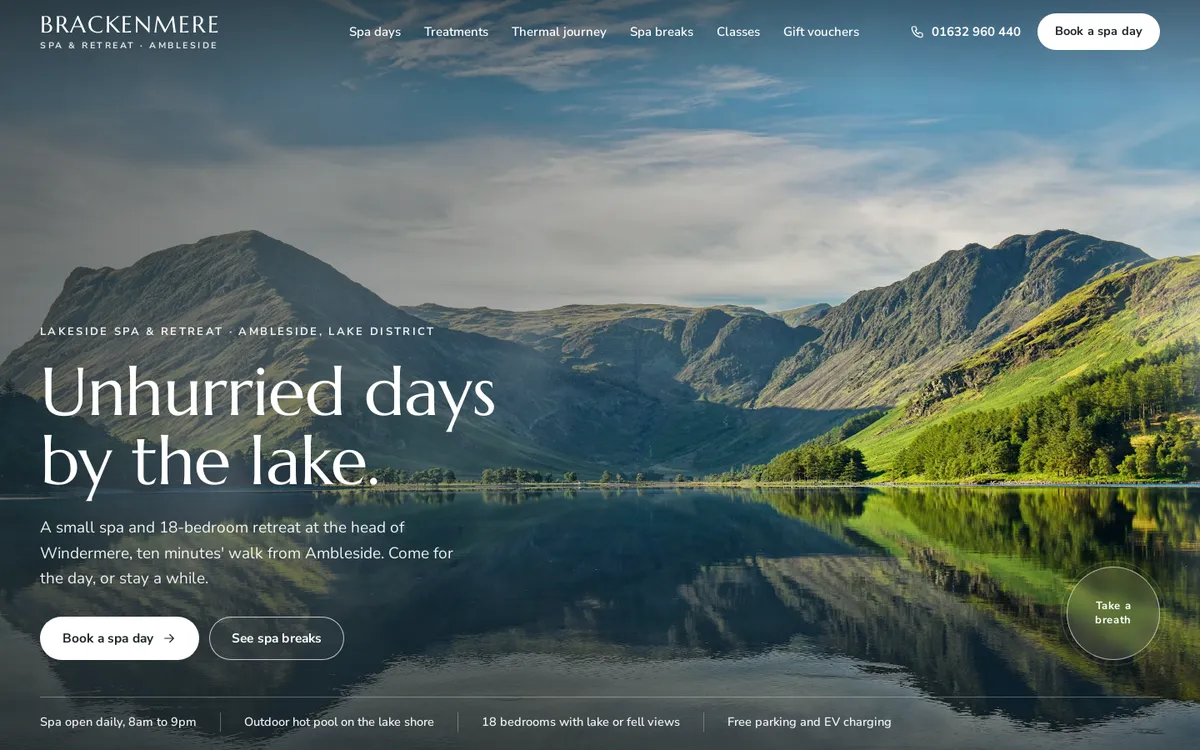 BRACKENMERE
SPA & RETREAT · AMBLESIDE
Spa days
Treatments
Thermal journey
Spa breaks
Classes
Gift vouchers
01632 960 440
Book a spa day
LAKESIDE SPA & RETREAT · AMBLESIDE, LAKE DISTRICT
Unhurried days
by the lake.
A small spa and 18-bedroom retreat at the head of
Windermere, ten minutes' walk from Ambleside. Come for
the day, or stay a while.
Book a spa day
See spa breaks
Take a
breath
Spa open daily, 8am to 9pm
Outdoor hot pool on the lake shore
18 bedrooms with lake or fell views
Free parking and EV charging